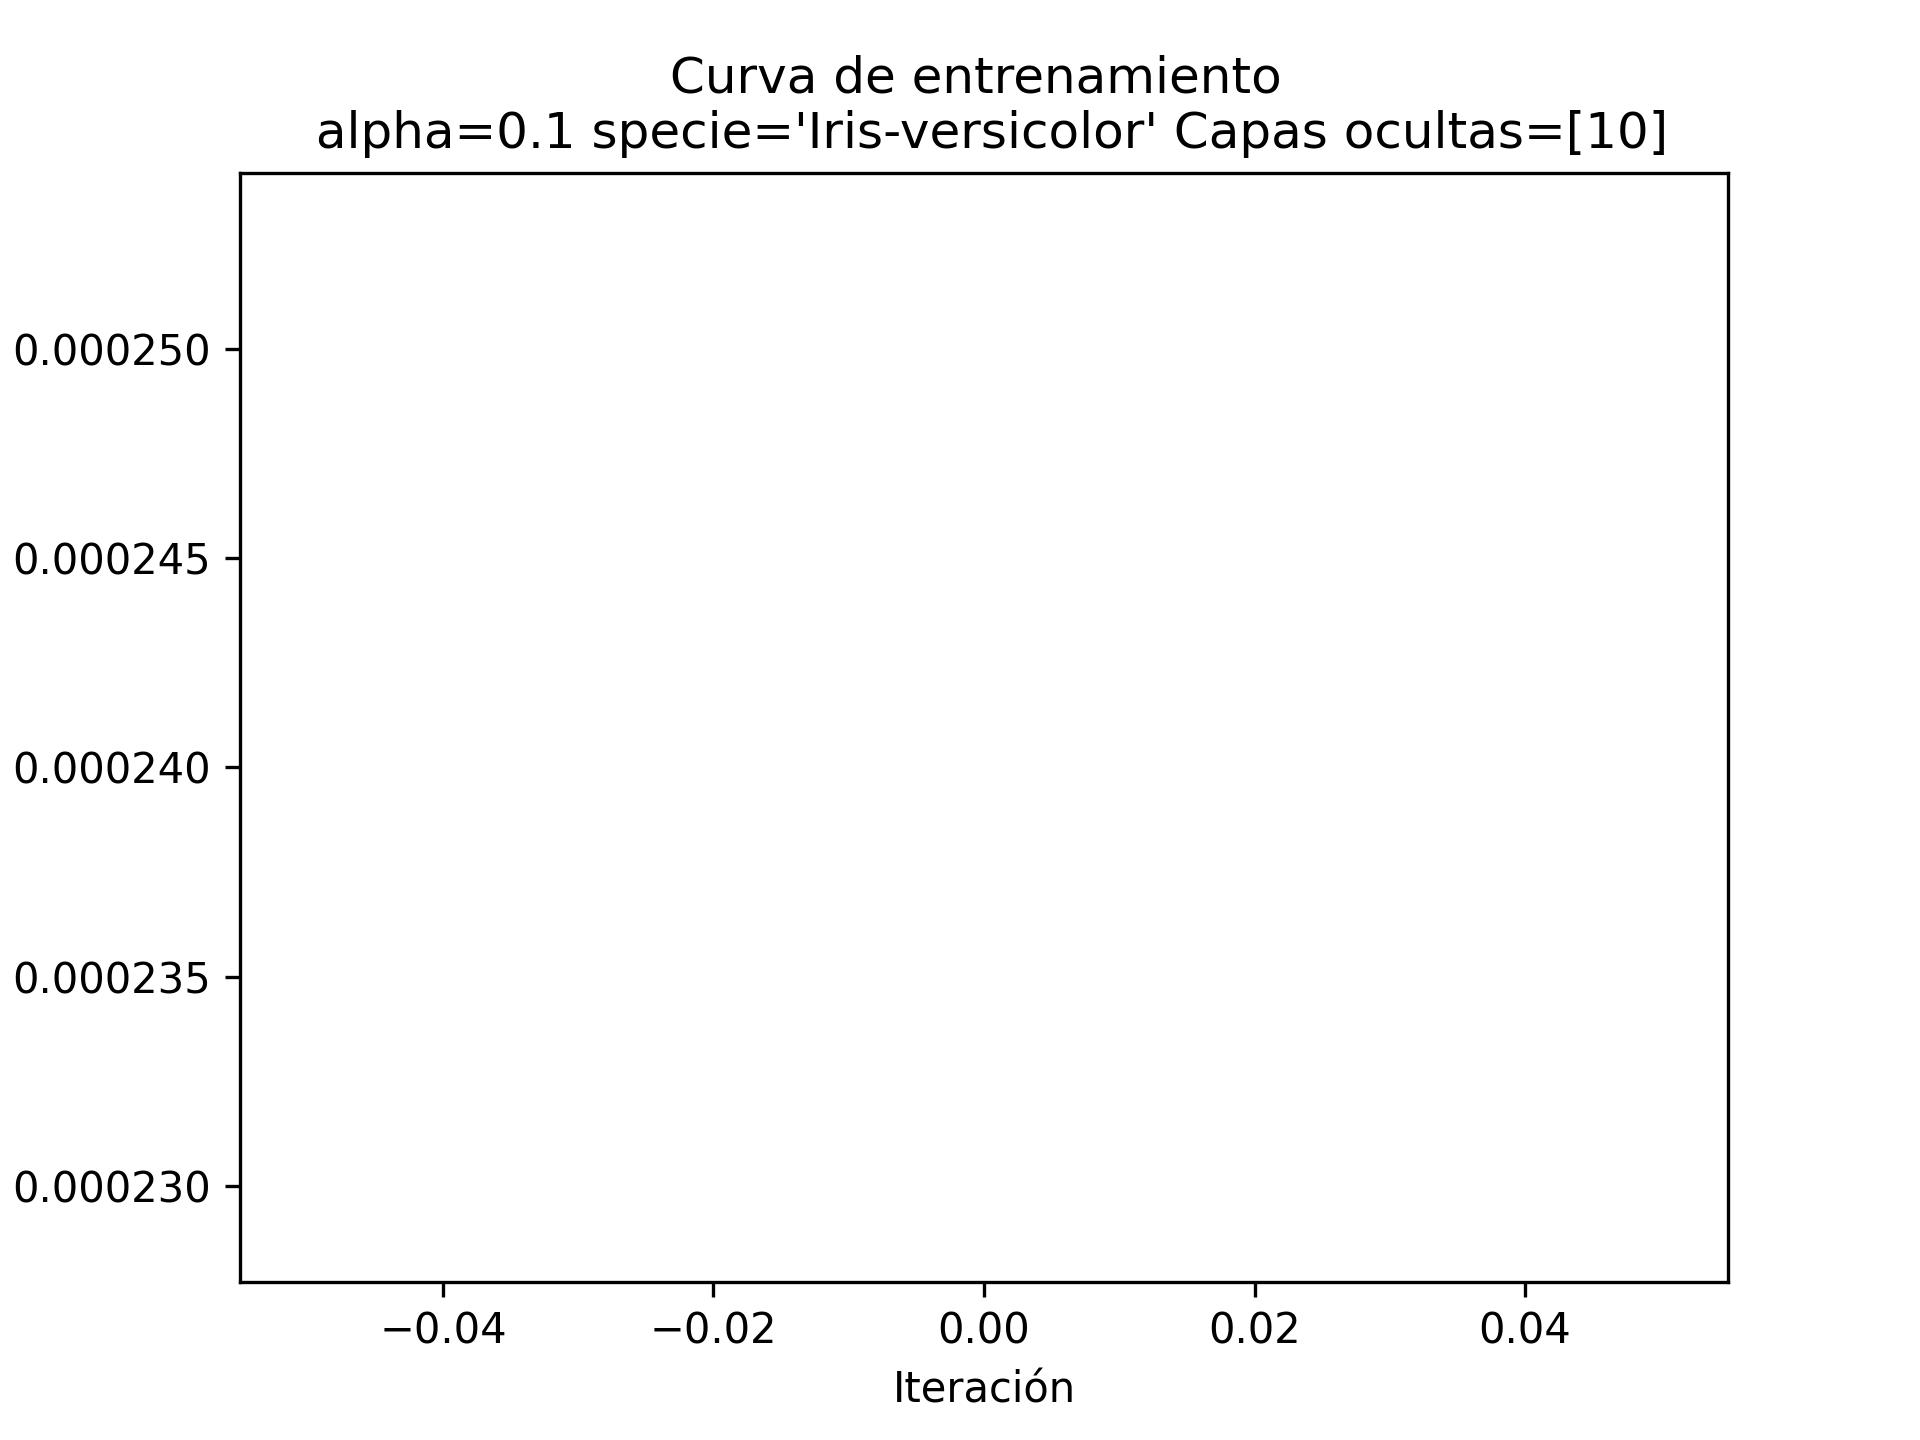 Curva de entrenamiento
alpha=0.1 specie='Iris-versicolor' Capas ocultas=[10]
0.000250
0.000245
0.000240
0.000235
0.000230
−0.04 −0.02 0.00 0.02 0.04
Iteración